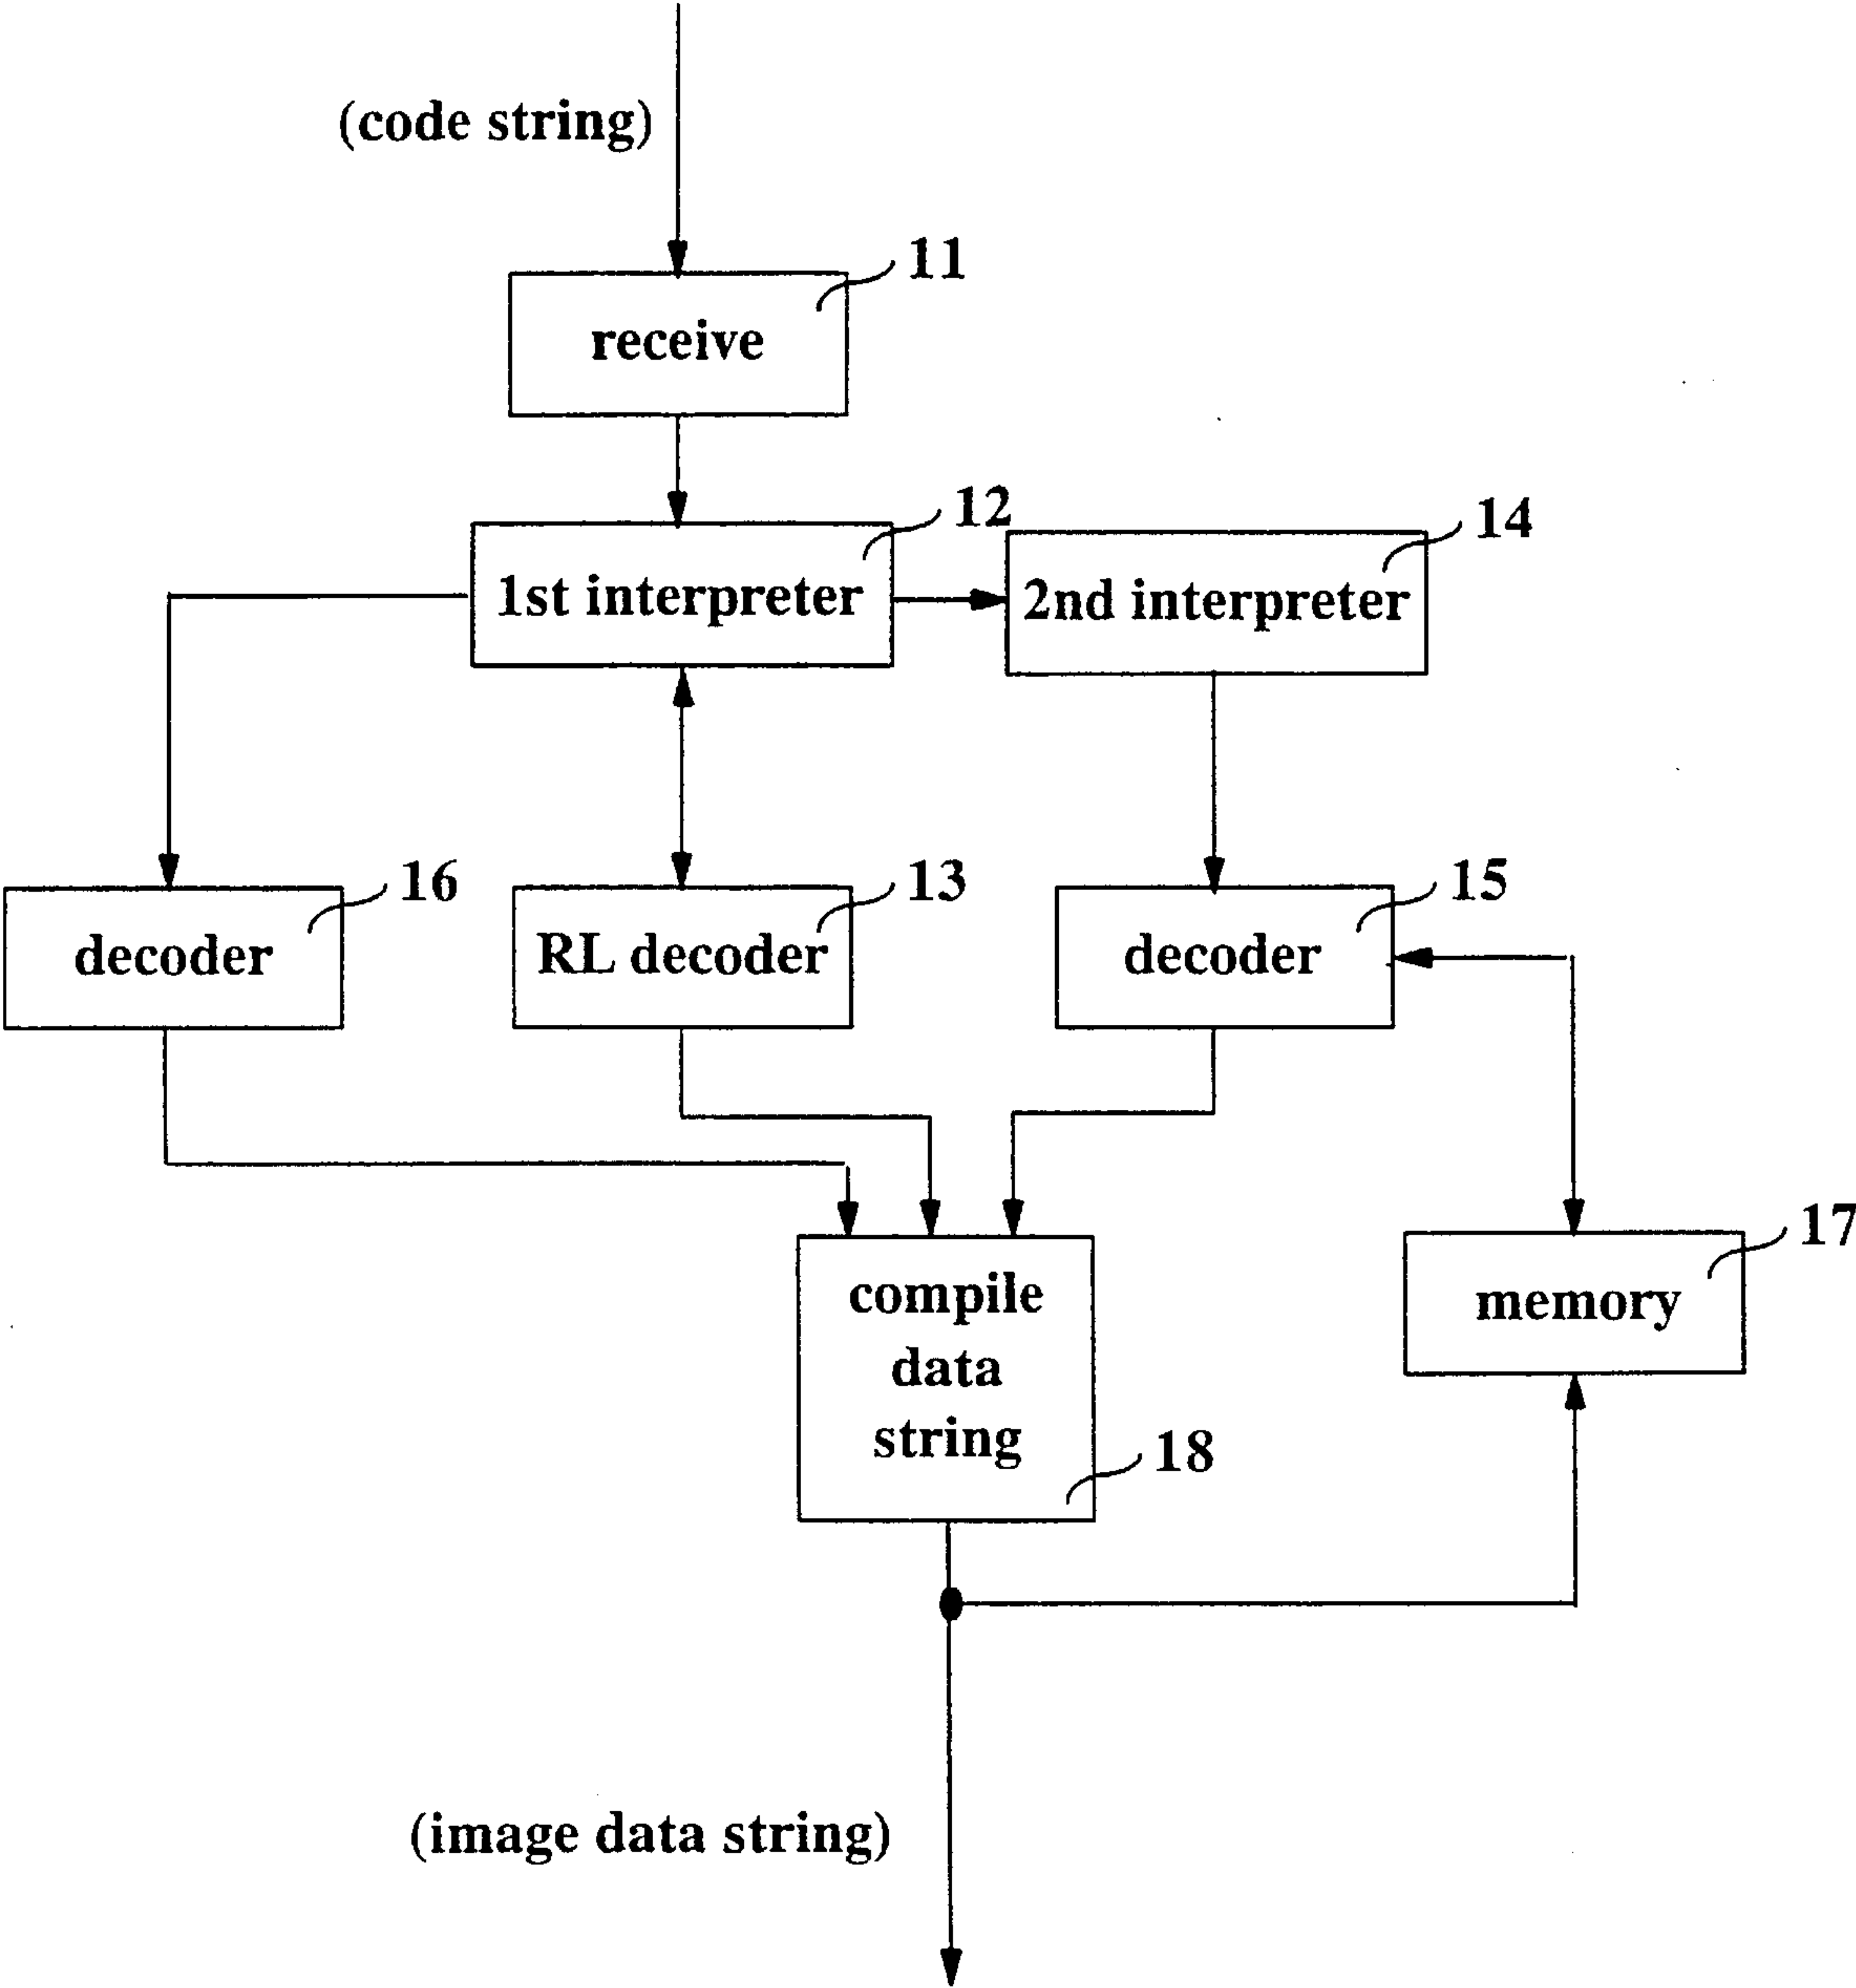 (code string)
11
receive
12
14
1st interpreter
2nd interpreter
16
13
15
decoder
RL decoder
decoder
17
compile
data
string
memory
18
(image data string)